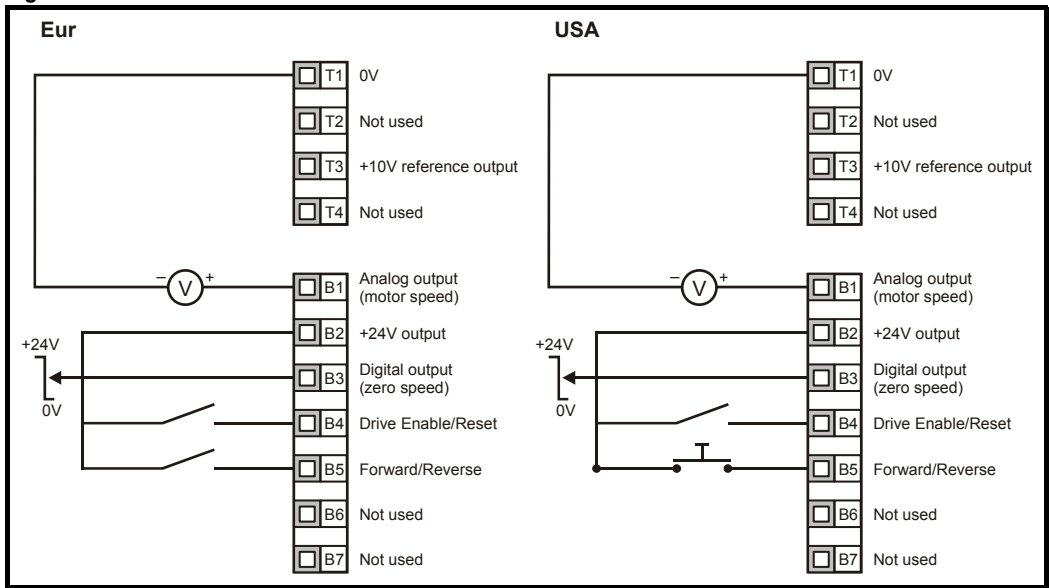 Eur
T1 0V
T2 Not used
T3 +10V reference output
T4 Not used
– V +
B1 Analog output
(motor speed)
B2 +24V output
+24V
B3 Digital output
(zero speed)
0V
B4 Drive Enable/Reset
B5 Forward/Reverse
B6 Not used
B7 Not used
USA
T1 0V
T2 Not used
T3 +10V reference output
T4 Not used
– V +
B1 Analog output
(motor speed)
B2 +24V output
+24V
B3 Digital output
(zero speed)
0V
B4 Drive Enable/Reset
B5 Forward/Reverse
B6 Not used
B7 Not used